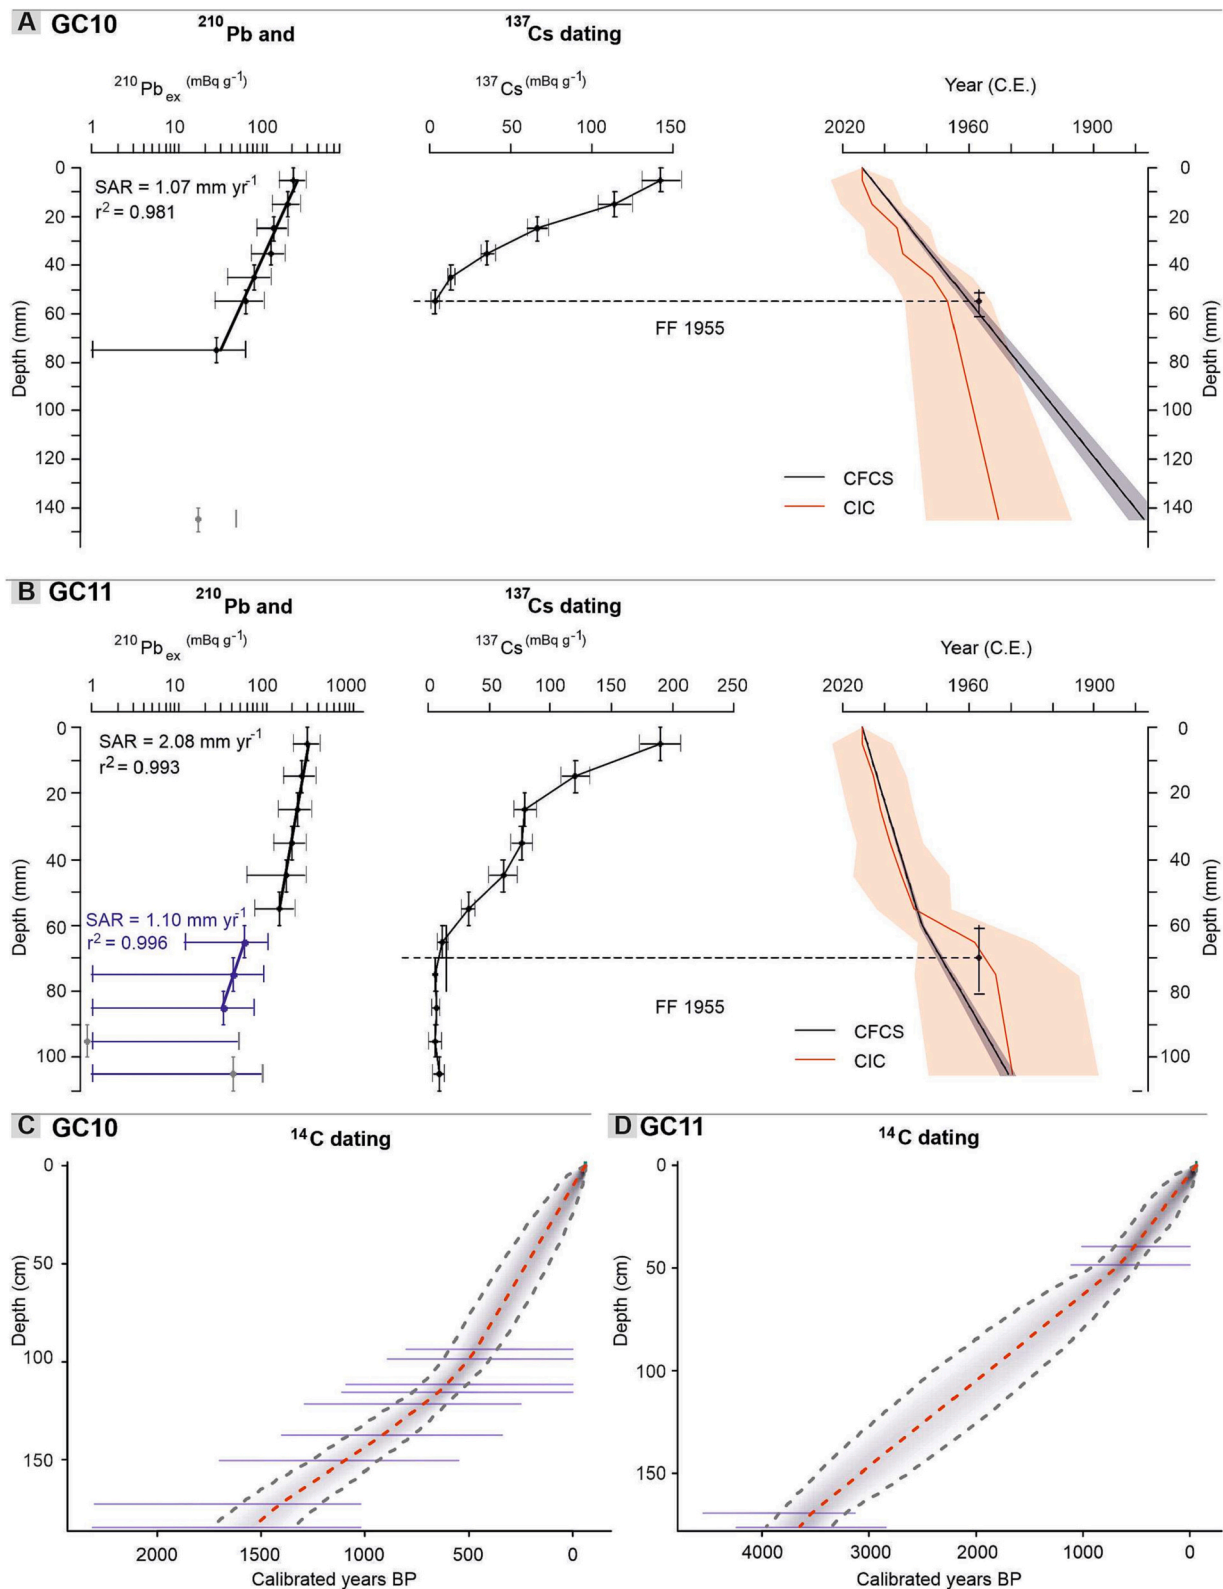 A GC10
210Pb and 137Cs dating
210Pb ex (mBq g-1) 137Cs (mBq g-1) Year (C.E.)
1 10 100 0 50 100 150 2020 1960 1900
SAR = 1.07 mm yr-1
r2 = 0.981
0 20 40 60 80 100 120 140
Depth (mm)
FF 1955
CFCS
CIC
0 20 40 60 80 100 120 140
Depth (mm)
B GC11
210Pb and 137Cs dating
210Pb ex (mBq g-1) 137Cs (mBq g-1) Year (C.E.)
1 10 100 1000 0 50 100 150 200 250 2020 1960 1900
SAR = 2.08 mm yr-1
r2 = 0.993
SAR = 1.10 mm yr-1
r2 = 0.996
0 20 40 60 80 100
Depth (mm)
FF 1955
CFCS
CIC
0 20 40 60 80 100
Depth (mm)
C GC10
14C dating
0 50 100 150
Depth (cm)
2000 1500 1000 500 0
Calibrated years BP
D GC11
14C dating
0 50 100 150
Depth (cm)
4000 3000 2000 1000 0
Calibrated years BP